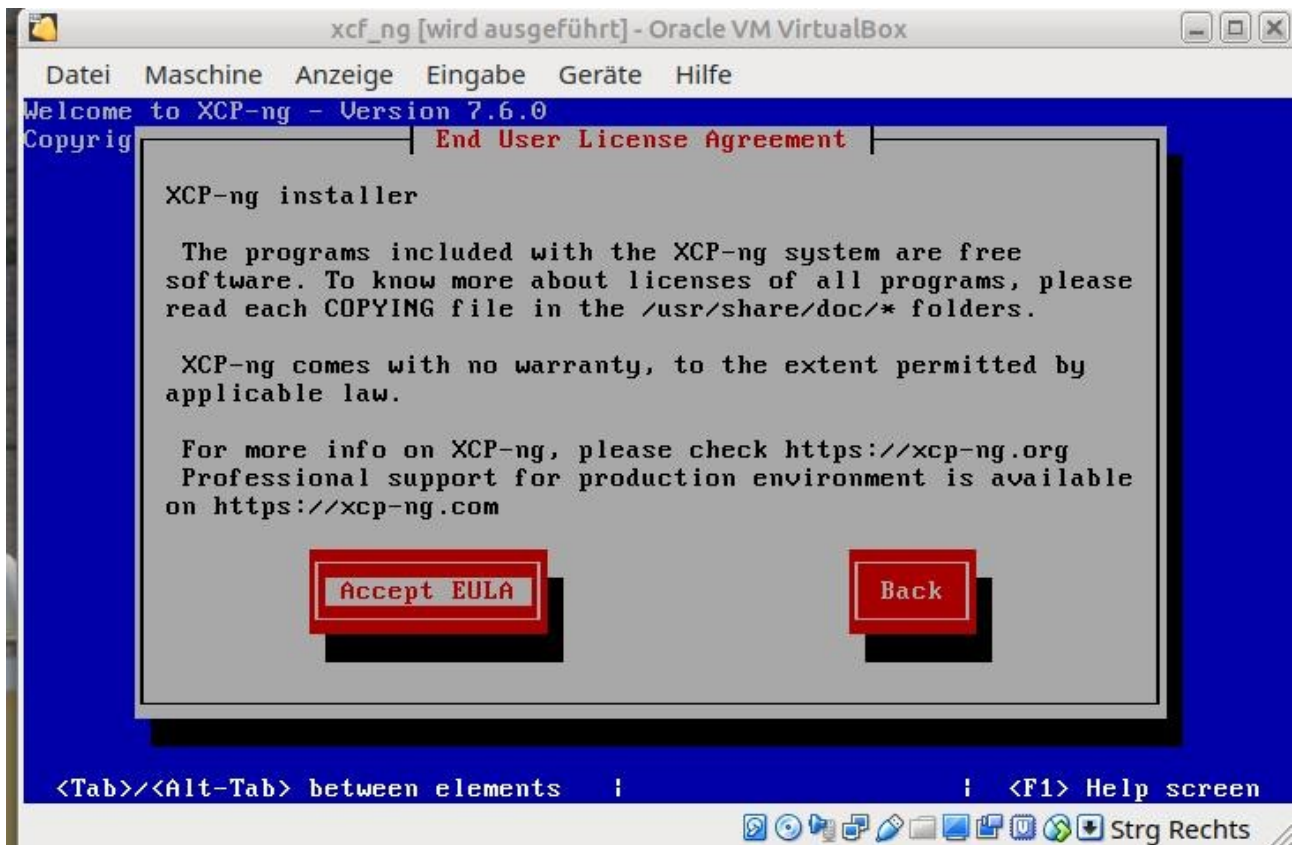 xcf_ng [wird ausgeführt] - Oracle VM VirtualBox
Datei Maschine Anzeige Eingabe Geräte Hilfe
Welcome to XCP-ng - Version 7.6.0
Copyrig
End User License Agreement
XCP-ng installer
The programs included with the XCP-ng system are free
software. To know more about licenses of all programs, please
read each COPYING file in the /usr/share/doc/* folders.
XCP-ng comes with no warranty, to the extent permitted by
applicable law.
For more info on XCP-ng, please check https://xcp-ng.org
Professional support for production environment is available
on https://xcp-ng.com
Accept EULA Back
<Tab>/<Alt-Tab> between elements | | <F1> Help screen
Strg Rechts